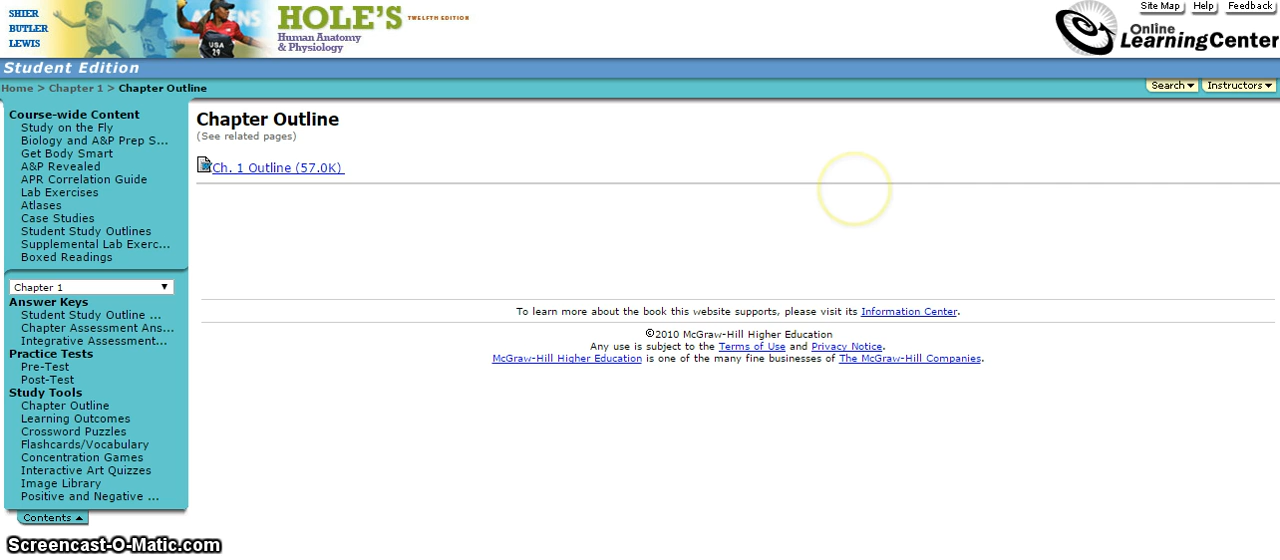 SHIER
BUTLER
LEWIS
ATHENS
USA
29
HOLE'S TWELFTH EDITION
Human Anatomy
& Physiology
Site Map Help Feedback
Online
LearningCenter
Student Edition
Home > Chapter 1 > Chapter Outline
Search Instructors
Course-wide Content
Study on the Fly
Biology and A&P Prep S...
Get Body Smart
A&P Revealed
APR Correlation Guide
Lab Exercises
Atlases
Case Studies
Student Study Outlines
Supplemental Lab Exerc...
Boxed Readings
Chapter 1
Answer Keys
Student Study Outline ...
Chapter Assessment Ans...
Integrative Assessment...
Practice Tests
Pre-Test
Post-Test
Study Tools
Chapter Outline
Learning Outcomes
Crossword Puzzles
Flashcards/Vocabulary
Concentration Games
Interactive Art Quizzes
Image Library
Positive and Negative ...
Contents
Chapter Outline
(See related pages)
Ch. 1 Outline (57.0K)
To learn more about the book this website supports, please visit its Information Center.
©2010 McGraw-Hill Higher Education
Any use is subject to the Terms of Use and Privacy Notice.
McGraw-Hill Higher Education is one of the many fine businesses of The McGraw-Hill Companies.
Screencast-O-Matic.com